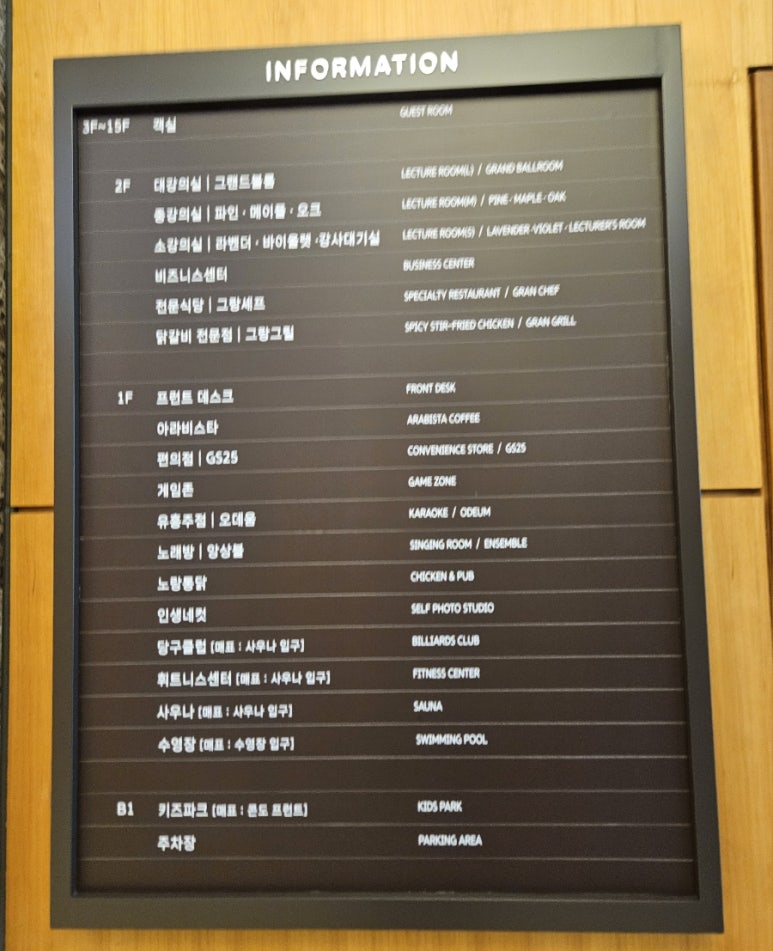 INFORMATION
3F~15F 객실 GUEST ROOM
2F 대강의실 | 그랜드볼룸 LECTURE ROOM(L) / GRAND BALLROOM
중강의실 | 파인 · 메이플 · 오크 LECTURE ROOM(M) / PINE · MAPLE · OAK
소강의실 | 라벤더 · 바이올렛 · 강사대기실 LECTURE ROOM(S) / LAVENDER · VIOLET · LECTURER'S ROOM
비즈니스센터 BUSINESS CENTER
전문식당 | 그랑셰프 SPECIALTY RESTAURANT / GRAN CHEF
닭갈비 전문점 | 그랑그릴 SPICY STIR-FRIED CHICKEN / GRAN GRILL
1F 프런트 데스크 FRONT DESK
아라비스타 ARABISTA COFFEE
편의점 | GS25 CONVENIENCE STORE / GS25
게임존 GAME ZONE
유흥주점 | 오데움 KARAOKE / ODEUM
노래방 | 앙상블 SINGING ROOM / ENSEMBLE
노랑통닭 CHICKEN & PUB
인생네컷 SELF PHOTO STUDIO
당구클럽 [매표 : 사우나 입구] BILLIARDS CLUB
휘트니스센터 [매표 : 사우나 입구] FITNESS CENTER
사우나 [매표 : 사우나 입구] SAUNA
수영장 [매표 : 수영장 입구] SWIMMING POOL
B1 키즈파크 [매표 : 콘도 프런트] KIDS PARK
주차장 PARKING AREA